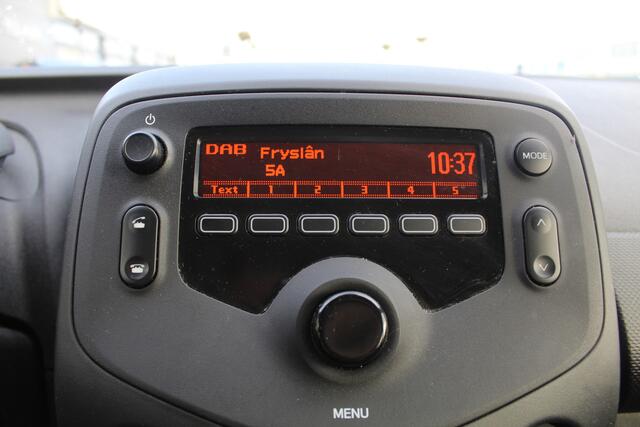 DAB Fryslân 10:37
5A
Text 1 2 3 4 5
MODE
MENU